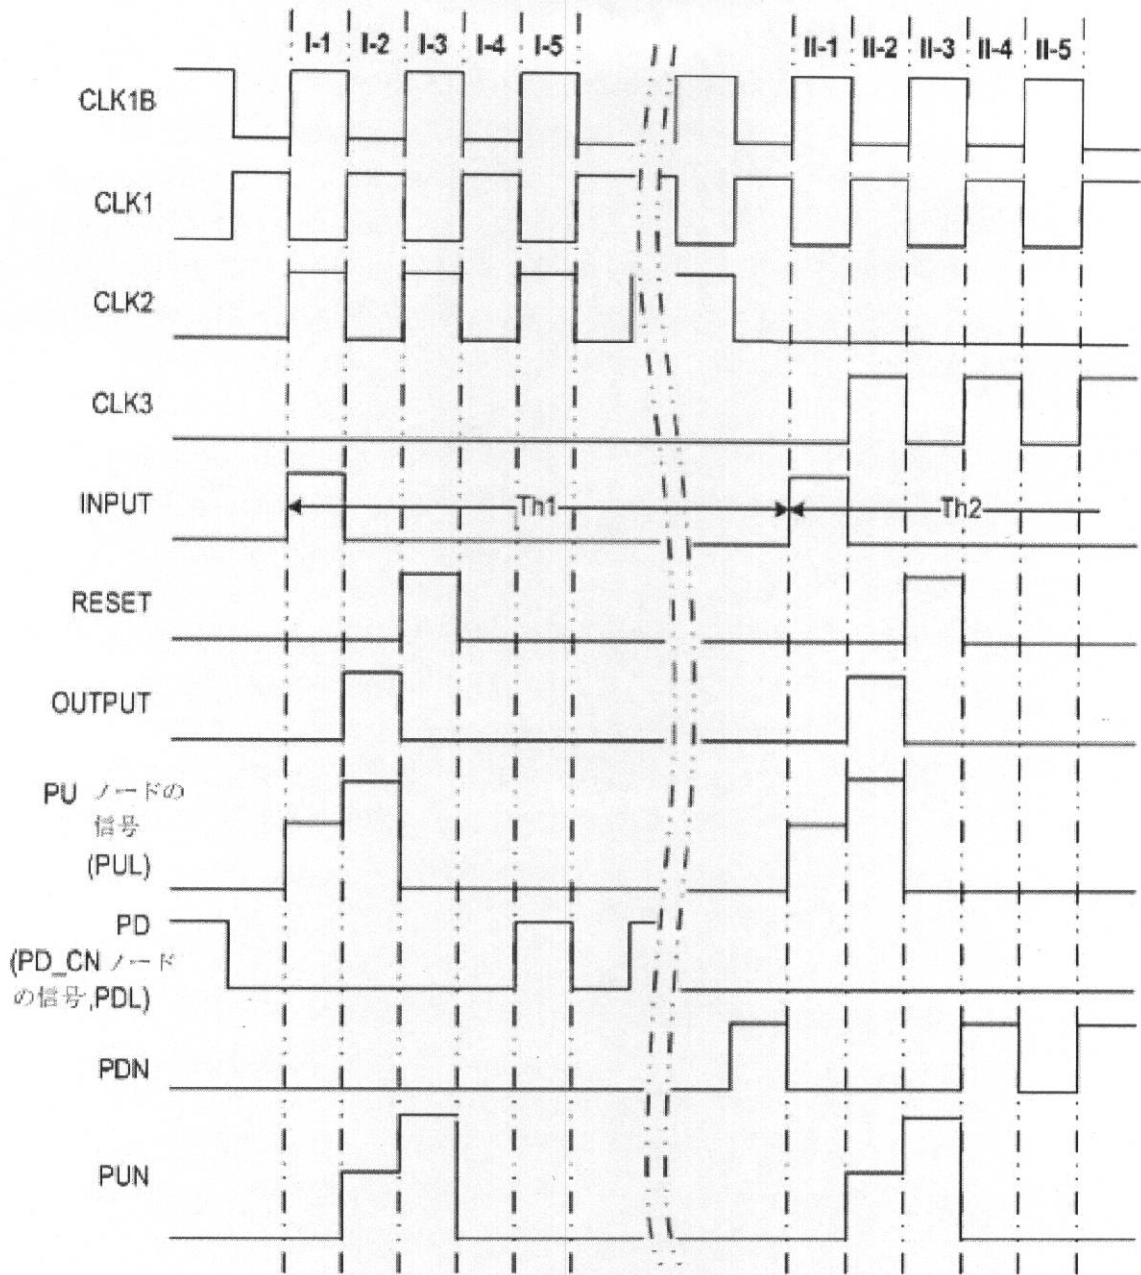 I-1 I-2 I-3 I-4 I-5 II-1 II-2 II-3 II-4 II-5
CLK1B
CLK1
CLK2
CLK3
INPUT
Th1 Th2
RESET
OUTPUT
PU ノードの
信号
(PUL)
PD
(PD_CN ノード
の信号,PDL)
PDN
PUN